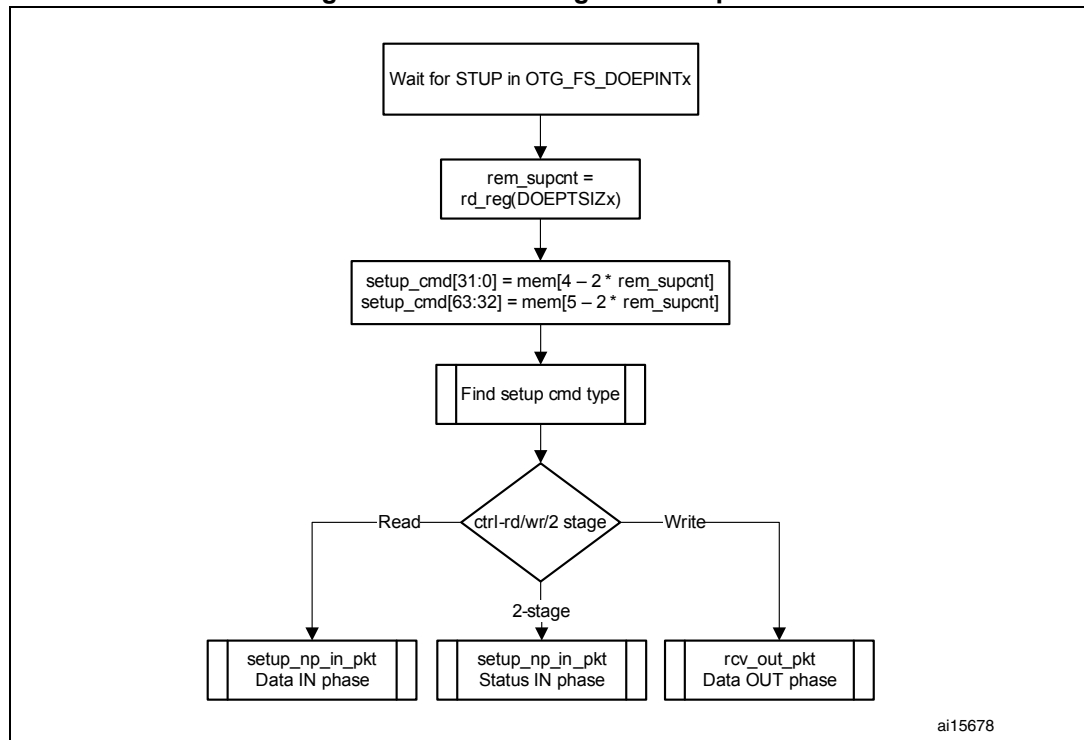 Wait for STUP in OTG_FS_DOEPINTx
rem_supcnt =
rd_reg(DOEPTSIZx)
setup_cmd[31:0] = mem[4 – 2 * rem_supcnt]
setup_cmd[63:32] = mem[5 – 2 * rem_supcnt]
Find setup cmd type
ctrl-rd/wr/2 stage
Read
Write
2-stage
setup_np_in_pkt
Data IN phase
setup_np_in_pkt
Status IN phase
rcv_out_pkt
Data OUT phase
ai15678